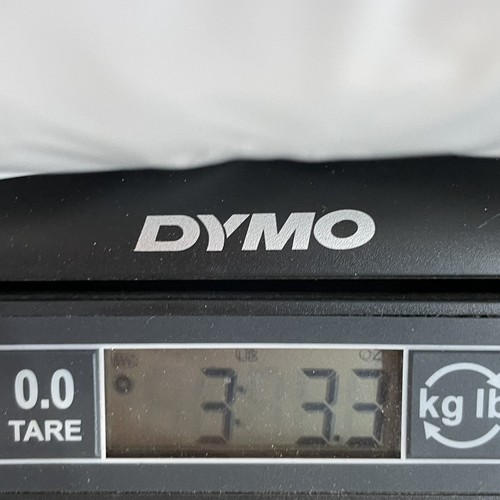 DYMO
0.0
TARE
LB OZ
3 3.3
kg lb